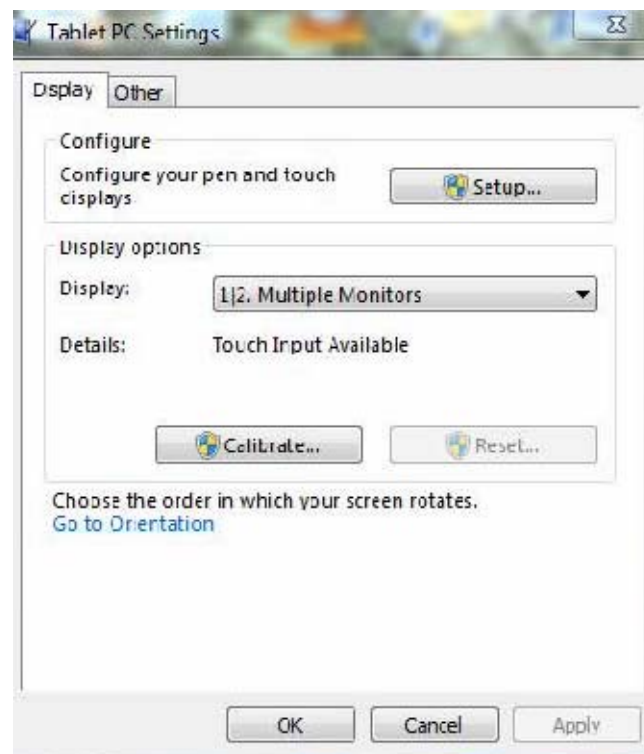 Tablet PC Settings
Display Other
Configure
Configure your pen and touch
displays
Setup...
Display options
Display:
1|2. Multiple Monitors
Details:
Touch Input Available
Calibrate...
Reset...
Choose the order in which your screen rotates.
Go to Orientation
OK
Cancel
Apply